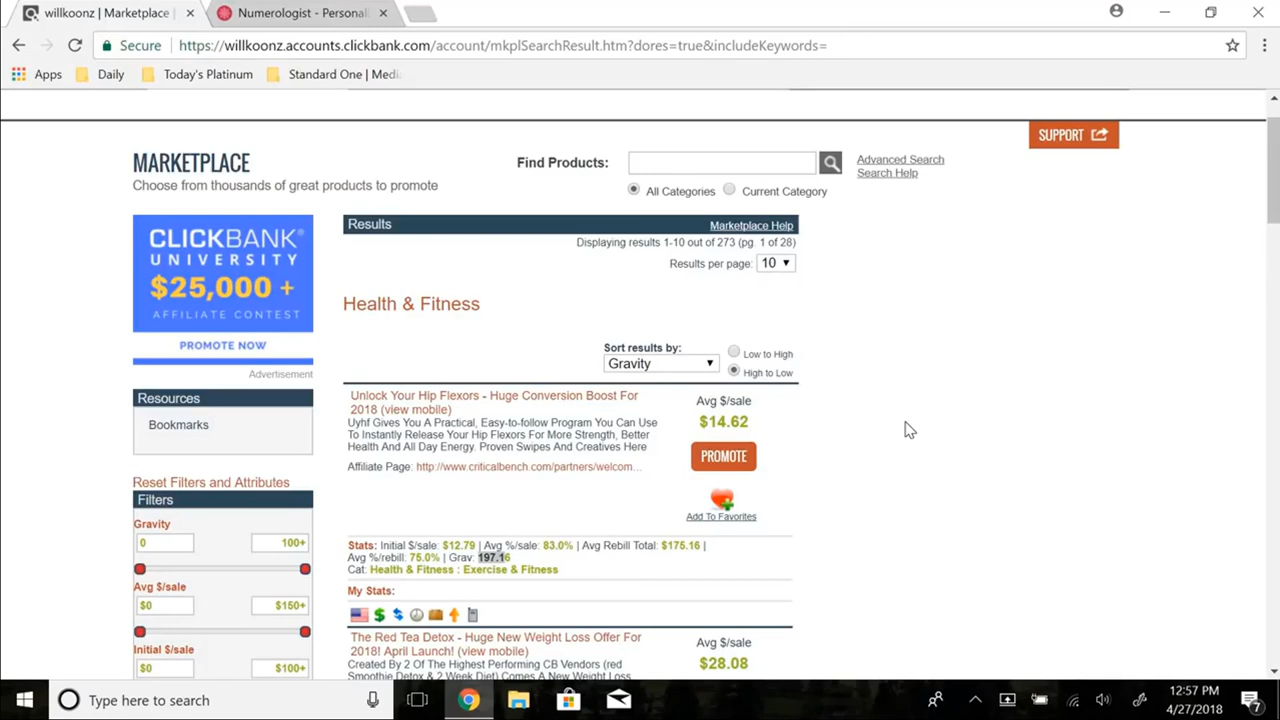 willkoonz | Marketplace |
Numerologist - Personal
Secure
https://willkoonz.accounts.clickbank.com/account/mkplSearchResult.htm?dores=true&includeKeywords=
Apps
Daily
Today's Platinum
Standard One | Media
SUPPORT
MARKETPLACE
Choose from thousands of great products to promote
Find Products:
Advanced Search
Search Help
All Categories
Current Category
CLICKBANK
UNIVERSITY
$25,000 +
AFFILIATE CONTEST
PROMOTE NOW
Advertisement
Resources
Bookmarks
Reset Filters and Attributes
Filters
Gravity
0
100+
Avg $/sale
$0
$150+
Initial $/sale
$0
$100+
Results
Marketplace Help
Displaying results 1-10 out of 273 (pg. 1 of 28)
Results per page:
10
Health & Fitness
Sort results by:
Gravity
Low to High
High to Low
Unlock Your Hip Flexors - Huge Conversion Boost For
2018 (view mobile)
Uyhf Gives You A Practical, Easy-to-follow Program You Can Use
To Instantly Release Your Hip Flexors For More Strength, Better
Health And All Day Energy. Proven Swipes And Creatives Here
Affiliate Page: http://www.criticalbench.com/partners/welcom...
Avg $/sale
$14.62
PROMOTE
Add To Favorites
Stats: Initial $/sale: $12.79 | Avg %/sale: 83.0% | Avg Rebill Total: $175.16 |
Avg %/rebill: 75.0% | Grav: 197.16
Cat: Health & Fitness : Exercise & Fitness
My Stats:
The Red Tea Detox - Huge New Weight Loss Offer For
2018! April Launch! (view mobile)
Created By 2 Of The Highest Performing CB Vendors (red
Smoothie Detox & 2 Week Diet) Comes A New Weight Loss
Avg $/sale
$28.08
Type here to search
12:57 PM
4/27/2018
7